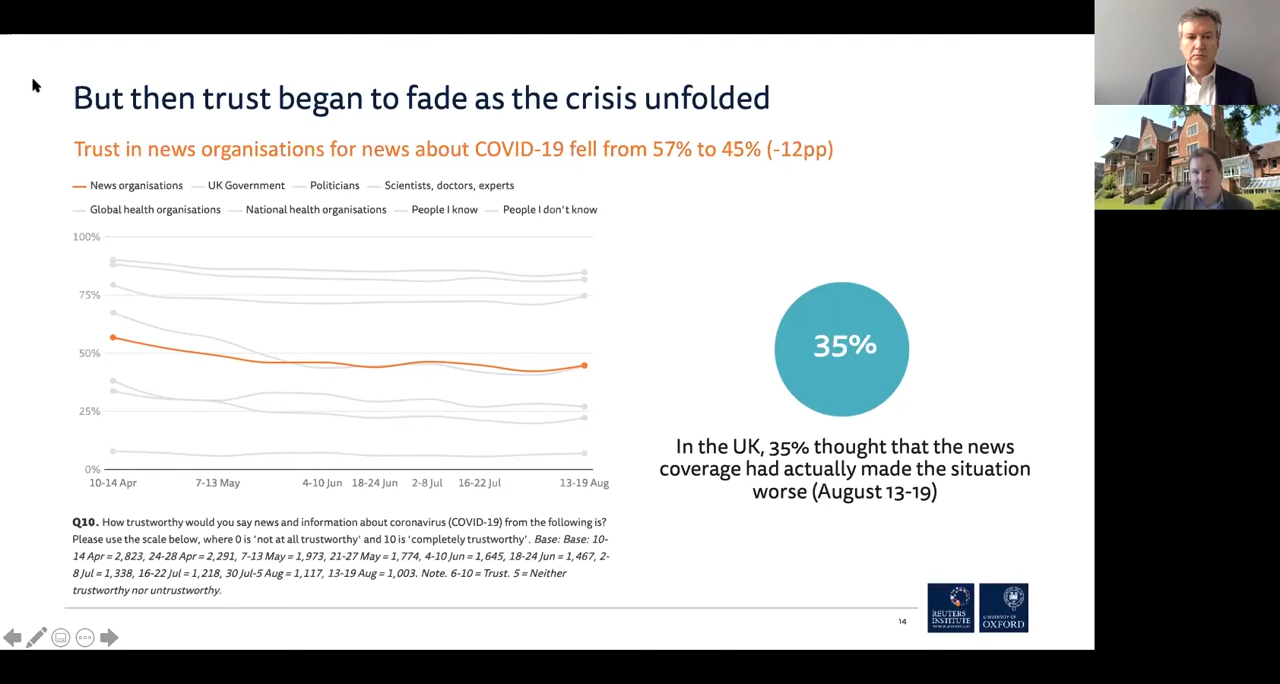 But then trust began to fade as the crisis unfolded
Trust in news organisations for news about COVID-19 fell from 57% to 45% (-12pp)
News organisations UK Government Politicians Scientists, doctors, experts
Global health organisations National health organisations People I know People I don't know
100%
75%
50%
25%
0%
10-14 Apr 7-13 May 4-10 Jun 18-24 Jun 2-8 Jul 16-22 Jul 13-19 Aug
Q10. How trustworthy would you say news and information about coronavirus (COVID-19) from the following is?
Please use the scale below, where 0 is 'not at all trustworthy' and 10 is 'completely trustworthy'. Base: Base: 10-
14 Apr = 2,823, 24-28 Apr = 2,291, 7-13 May = 1,973, 21-27 May = 1,774, 4-10 Jun = 1,645, 18-24 Jun = 1,467, 2-
8 Jul = 1,338, 16-22 Jul = 1,218, 30 Jul-5 Aug = 1,117, 13-19 Aug = 1,003. Note. 6-10 = Trust. 5 = Neither
trustworthy nor untrustworthy.
35%
In the UK, 35% thought that the news
coverage had actually made the situation
worse (August 13-19)
14
REUTERS
INSTITUTE
UNIVERSITY OF
OXFORD